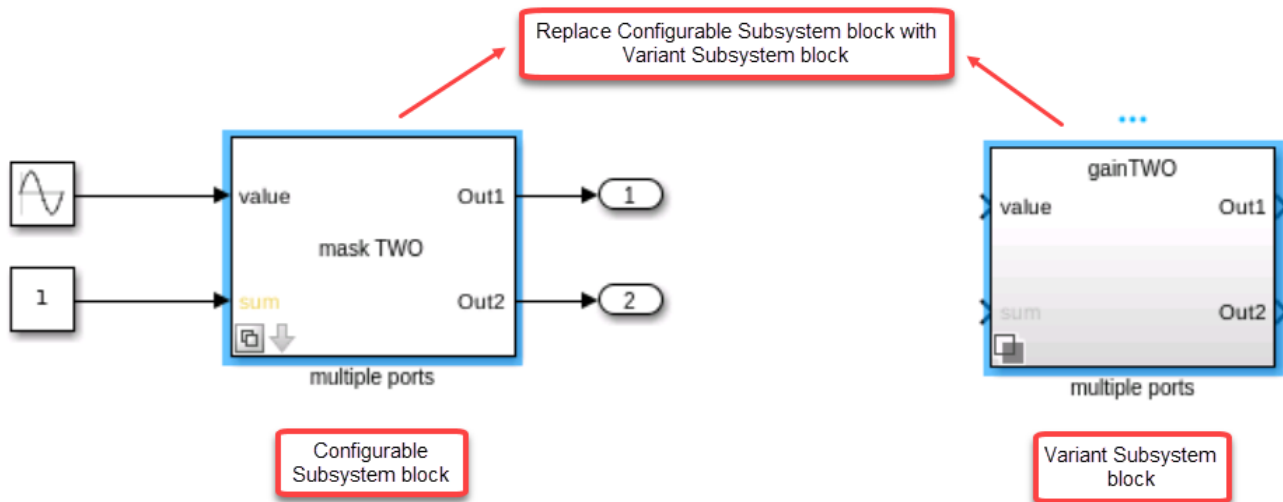 Replace Configurable Subsystem block with
Variant Subsystem block
value
Out1
mask TWO
sum
Out2
multiple ports
1
1
2
gainTWO
value
Out1
sum
Out2
multiple ports
Configurable
Subsystem block
Variant Subsystem
block